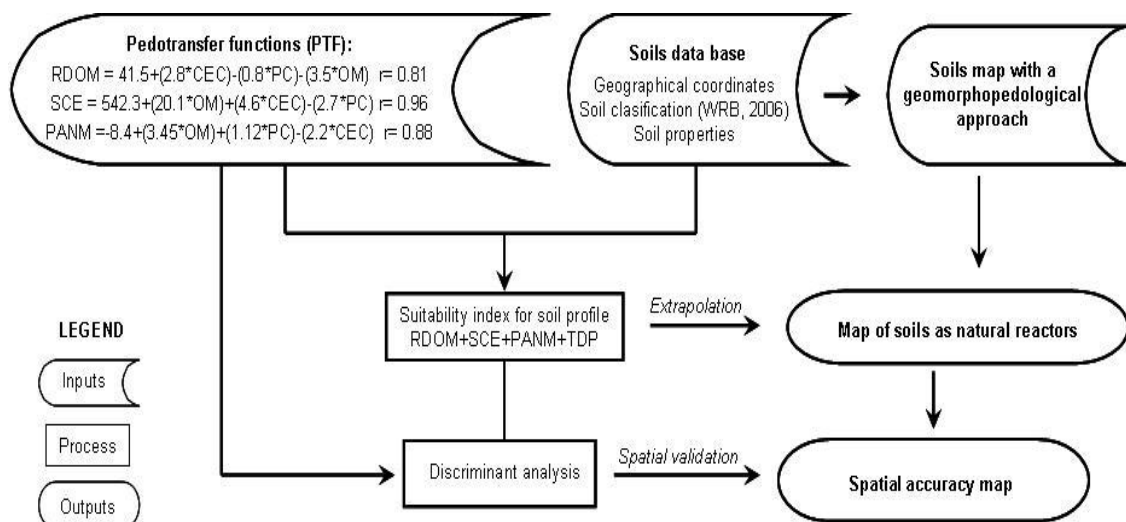 Pedotransfer functions (PTF):
RDOM = 41.5+(2.8*CEC)-(0.8*PC)-(3.5*OM) r= 0.81
SCE = 542.3+(20.1*OM)+(4.6*CEC)-(2.7*PC) r= 0.96
PANM =-8.4+(3.45*OM)+(1.12*PC)-(2.2*CEC) r= 0.88
Soils data base
Geographical coordinates
Soil clasification (WRB, 2006)
Soil properties
Soils map with a
geomorphopedological
approach
Suitability index for soil profile
RDOM+SCE+PANM+TDP
Extrapolation
Map of soils as natural reactors
LEGEND
Inputs
Process
Outputs
Discriminant analysis
Spatial validation
Spatial accuracy map